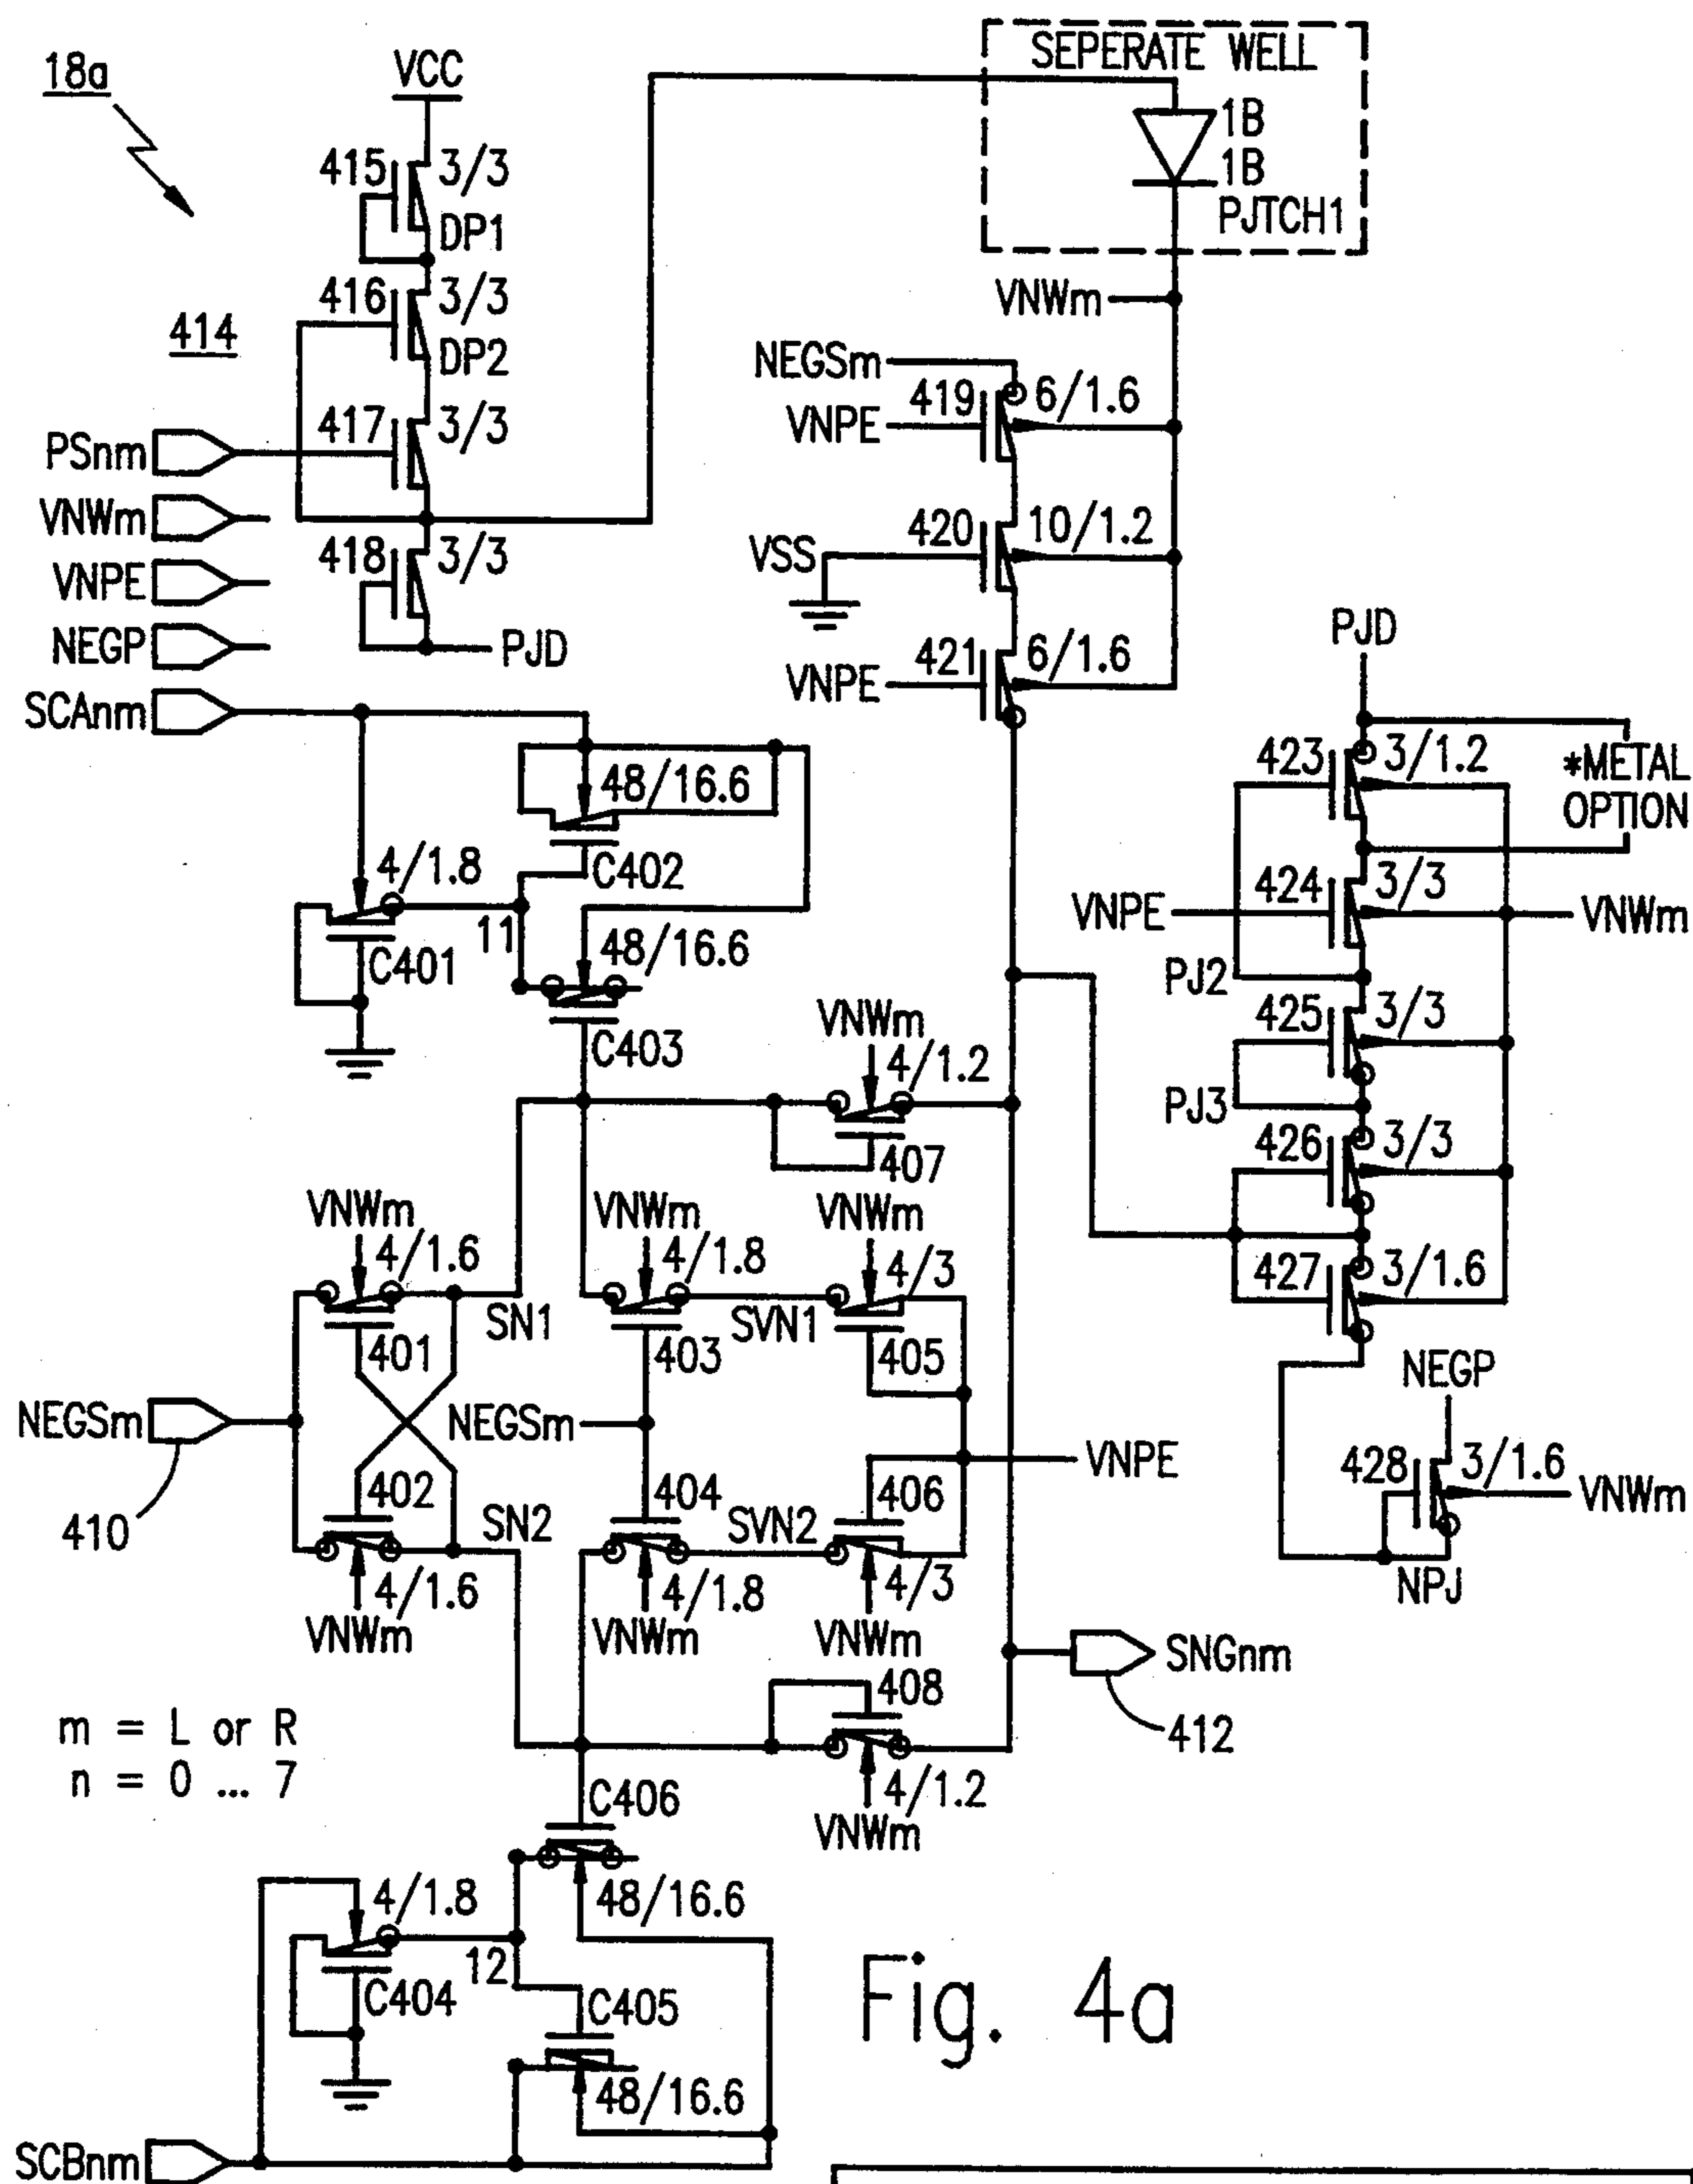 18a
VCC
SEPERATE WELL
1B
1B
PJTCH1
415
3/3
DP1
416
3/3
DP2
414
417
3/3
PSnm
VNWm
VNPE
NEGP
SCAnm
418
3/3
PJD
VNWm
NEGSm
419
6/1.6
VNPE
420
10/1.2
VSS
421
6/1.6
VNPE
PJD
423
3/1.2
*METAL
OPTION
424
3/3
VNPE
VNWm
PJ2
425
3/3
PJ3
426
3/3
427
3/1.6
NEGP
428
3/1.6
VNWm
NPJ
48/16.6
C402
4/1.8
11
C401
48/16.6
C403
VNWm
4/1.2
407
VNWm
4/1.6
SN1
401
VNWm
4/1.8
SVN1
403
VNWm
4/3
405
NEGSm
410
NEGSm
VNPE
402
SN2
4/1.6
VNWm
404
SVN2
4/1.8
VNWm
406
4/3
VNWm
SNGnm
412
408
4/1.2
VNWm
m = L or R
n = 0 ... 7
C406
48/16.6
4/1.8
12
C404
C405
48/16.6
SCBnm
Fig. 4a